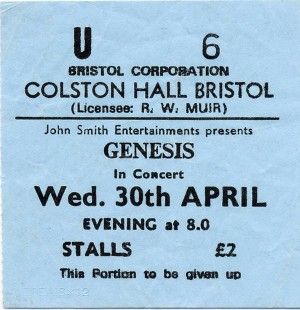 U 6
BRISTOL CORPORATION
COLSTON HALL BRISTOL
(Licensee: R. W. MUIR)
John Smith Entertainments presents
GENESIS
In Concert
Wed. 30th APRIL
EVENING at 8.0
STALLS £2
This Portion to be given up